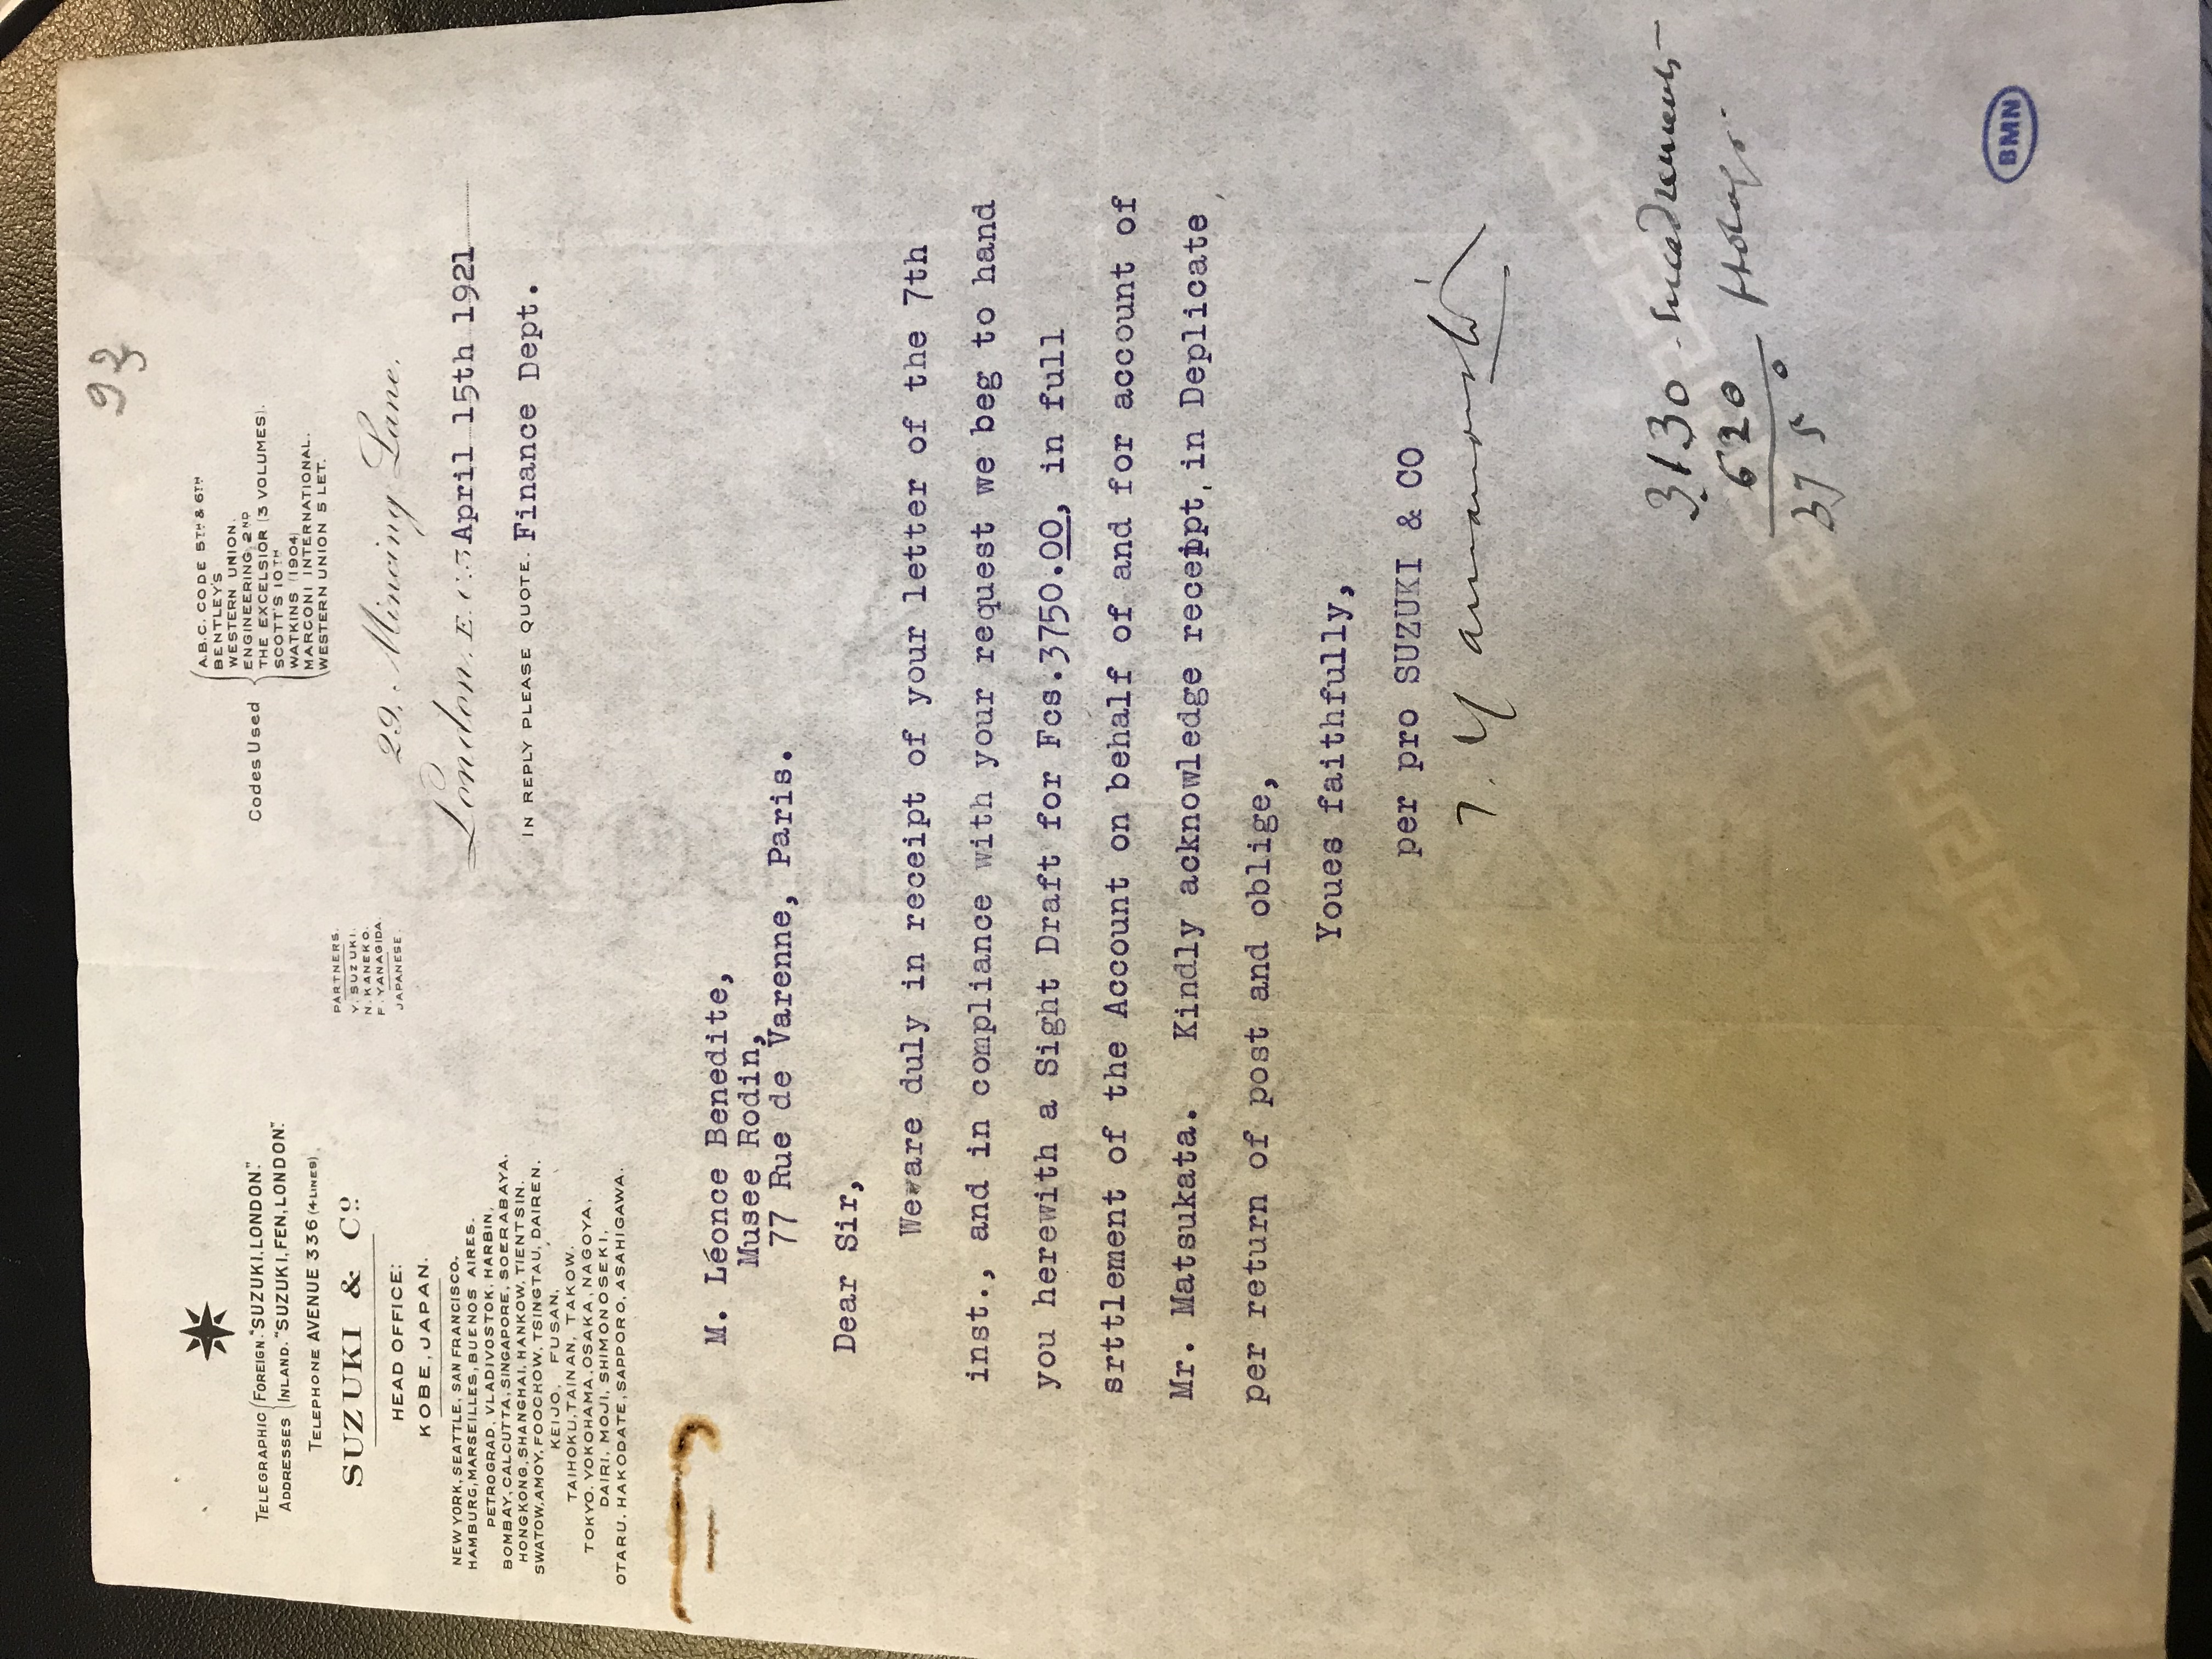 93
TELEGRAPHIC ADDRESSES { FOREIGN. "SUZUKI, LONDON."
INLAND. "SUZUKI, FEN, LONDON."
TELEPHONE AVENUE 336 (4 LINES).
SUZUKI & Co.
HEAD OFFICE:
KOBE, JAPAN.
NEW YORK, SEATTLE, SAN FRANCISCO.
HAMBURG, MARSEILLES, BUENOS AIRES.
PETROGRAD, VLADIVOSTOK, HARBIN,
BOMBAY, CALCUTTA, SINGAPORE, SOERABAYA.
HONGKONG, SHANGHAI, HANKOW, TIENTSIN.
SWATOW, AMOY, FOOCHOW, TSINGTAU, DAIREN.
KEIJO, FUSAN,
TAIHOKU, TAINAN, TAKOW.
TOKYO, YOKOHAMA, OSAKA, NAGOYA,
DAIRI, MOJI, SHIMONOSEKI,
OTARU, HAKODATE, SAPPORO, ASAHIGAWA.
PARTNERS.
Y. SUZUKI.
N. KANEKO.
F. YANAGIDA.
JAPANESE.
Codes Used { A.B.C. CODE 5TH & 6TH
BENTLEY'S
WESTERN UNION.
ENGINEERING 2ND
THE EXCELSIOR (3 VOLUMES).
SCOTT'S 10TH
WATKINS (1904)
MARCONI INTERNATIONAL.
WESTERN UNION 5 LET.
29, Mincing Lane,
London. E.C.3 April 15th 1921
IN REPLY PLEASE QUOTE. Finance Dept.
M. Léonce Benedite,
Musee Rodin,
77 Rue de Varenne, Paris.
Dear Sir,
We are duly in receipt of your letter of the 7th
inst., and in compliance with your request we beg to hand
you herewith a Sight Draft for Fcs.3750.00, in full
srttlement of the Account on behalf of and for account of
Mr. Matsukata. Kindly acknowledge receipt, in Deplicate,
per return of post and oblige,
Youes faithfully,
per pro SUZUKI & CO
3130 -
620
3750
BMN